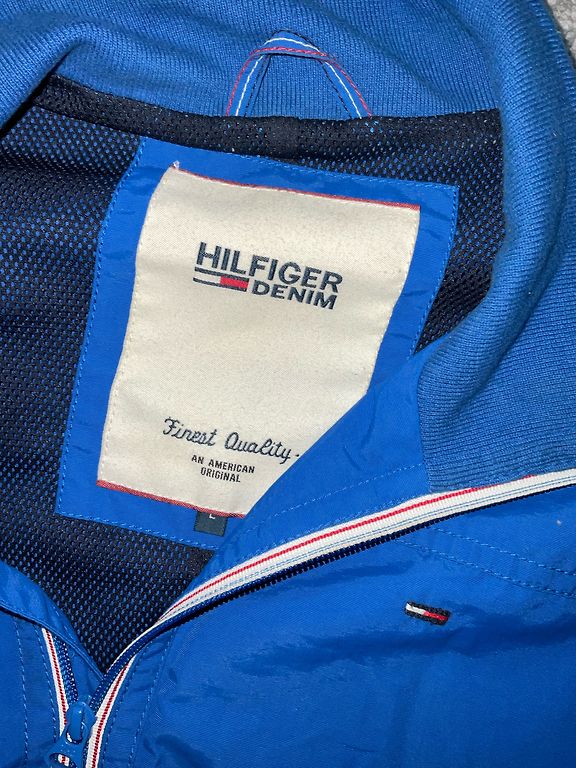 HILFIGER
DENIM
Finest Quality
AN AMERICAN
ORIGINAL
L